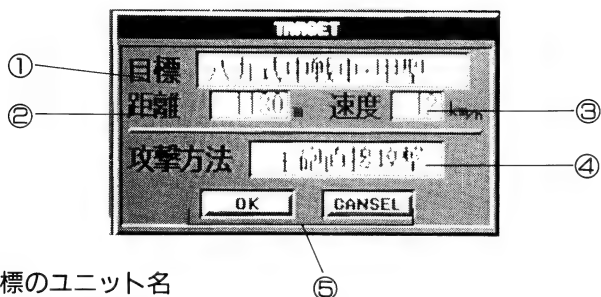 TARGET
① 目標
② 距離 m 速度 12 km/h ③
攻撃方法 ④
OK CANSEL
標のユニット名 ⑤